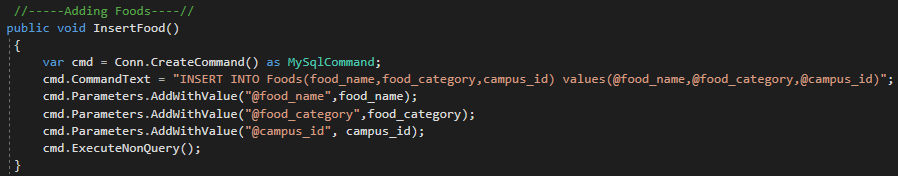 //-----Adding Foods----//
public void InsertFood()
{
var cmd = Conn.CreateCommand() as MySqlCommand;
cmd.CommandText = "INSERT INTO Foods(food_name,food_category,campus_id) values(@food_name,@food_category,@campus_id)";
cmd.Parameters.AddWithValue("@food_name",food_name);
cmd.Parameters.AddWithValue("@food_category",food_category);
cmd.Parameters.AddWithValue("@campus_id", campus_id);
cmd.ExecuteNonQuery();
}